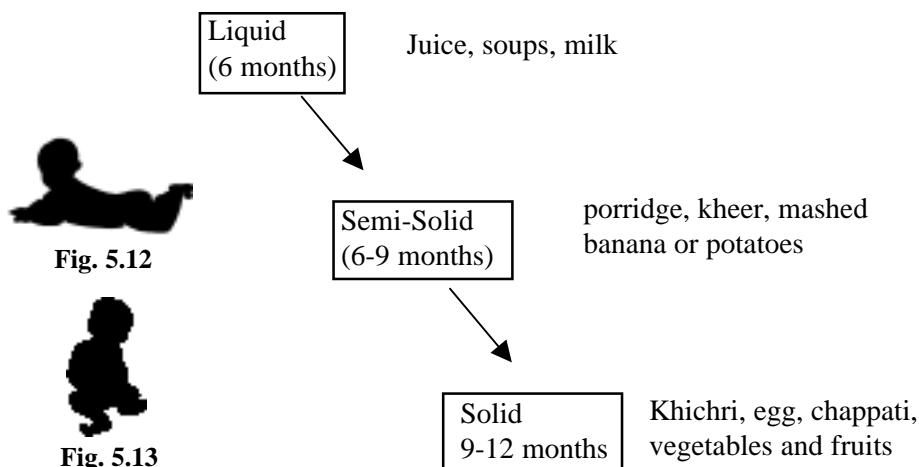 Liquid
(6 months)
Juice, soups, milk
Semi-Solid
(6-9 months)
porridge, kheer, mashed
banana or potatoes
Fig. 5.12
Solid
9-12 months
Khichri, egg, chappati,
vegetables and fruits
Fig. 5.13